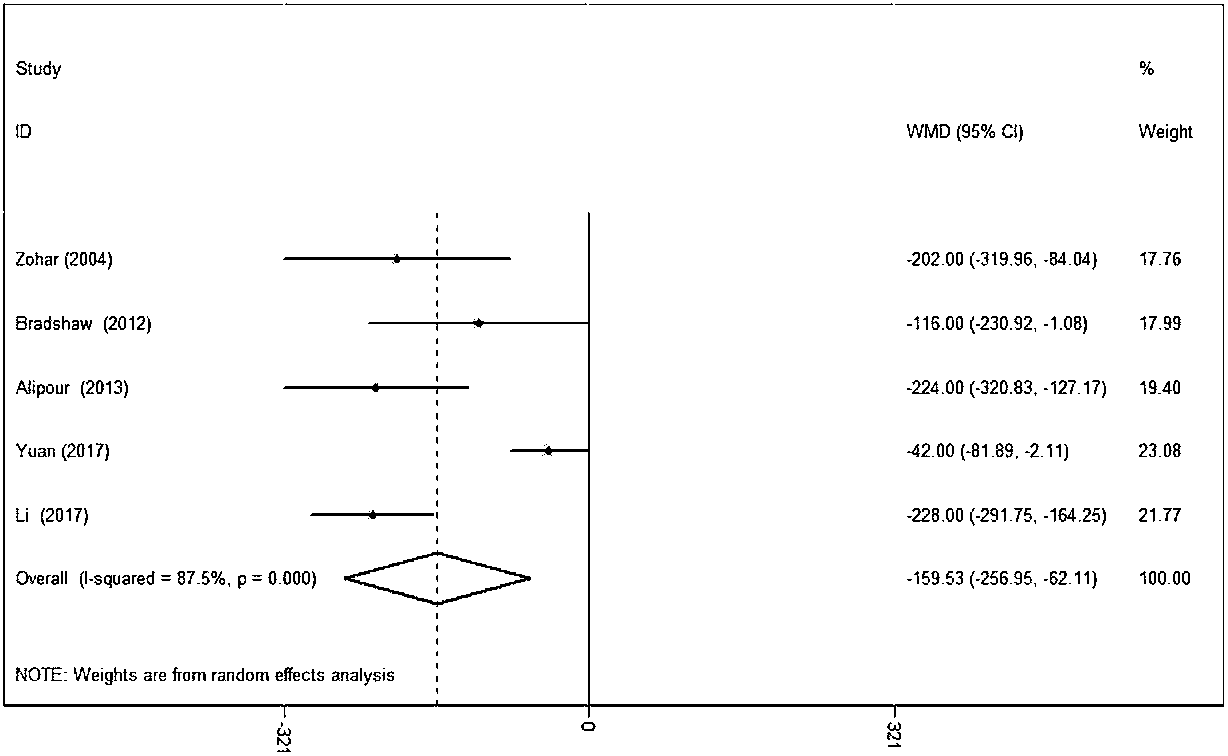 Study %
ID WMD (95% CI) Weight
Zohar (2004) -202.00 (-319.96, -84.04) 17.76
Bradshaw (2012) -116.00 (-230.92, -1.08) 17.99
Alipour (2013) -224.00 (-320.83, -127.17) 19.40
Yuan (2017) -42.00 (-81.89, -2.11) 23.08
Li (2017) -228.00 (-291.75, -164.25) 21.77
Overall (I-squared = 87.5%, p = 0.000) -159.53 (-256.95, -62.11) 100.00
NOTE: Weights are from random effects analysis
-321 0 321